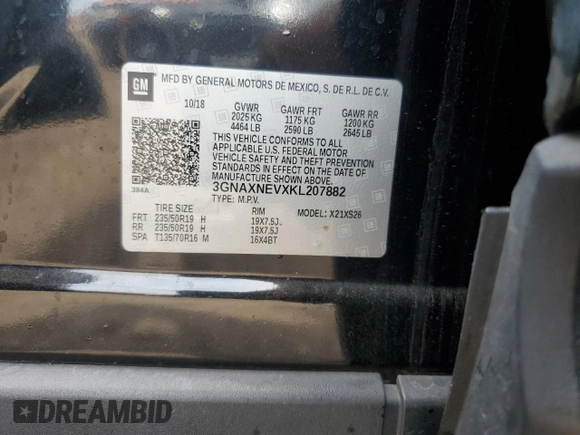 GM
MFD BY GENERAL MOTORS DE MEXICO, S. DE R.L. DE C.V.
10/18 GVWR GAWR FRT GAWR RR
2025 KG 1175 KG 1200 KG
4464 LB 2590 LB 2645 LB
THIS VEHICLE CONFORMS TO ALL
APPLICABLE U.S. FEDERAL MOTOR
VEHICLE SAFETY AND THEFT PREVENTION
STANDARDS IN EFFECT ON THE DATE OF
MANUFACTURE SHOWN ABOVE.
384A
3GNAXNEVXKL207882
TYPE: M.P.V.
TIRE SIZE RIM MODEL: X21XS26
FRT 235/50R19 H 19X7.5J
RR 235/50R19 H 19X7.5J
SPA T135/70R16 M 16X4BT
DREAMBID